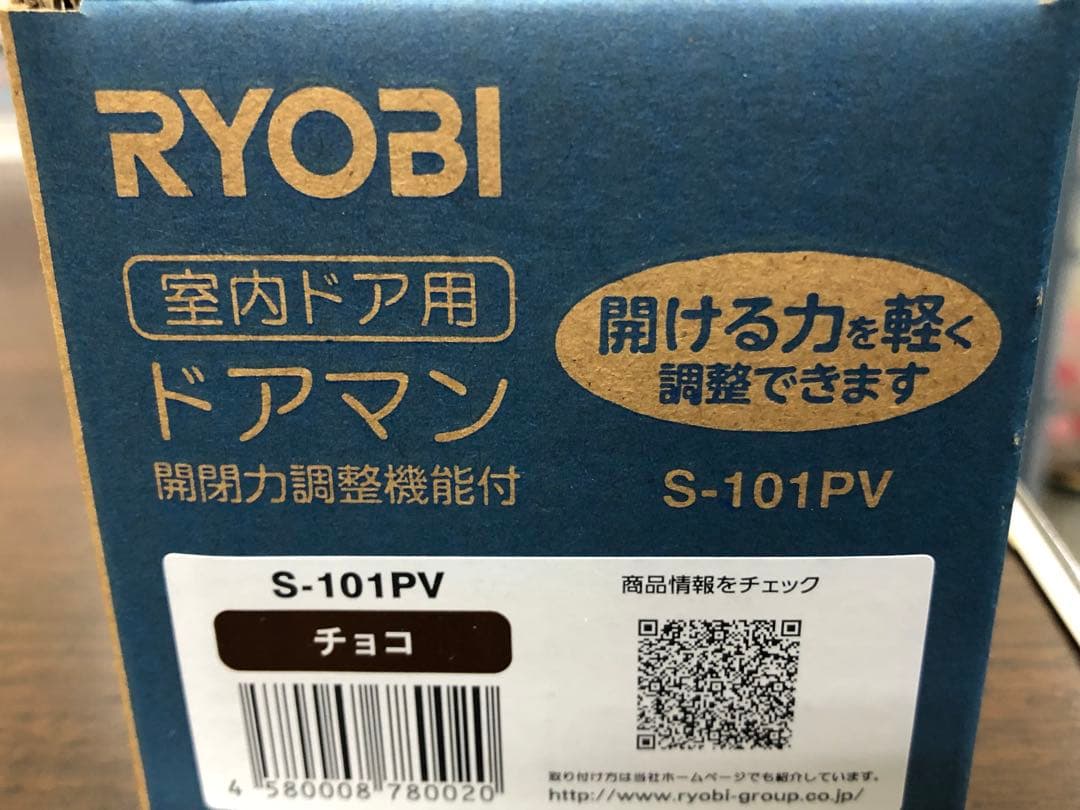 RYOBI
室内ドア用
ドアマン
開閉力調整機能付
開ける力を軽く
調整できます
S-101PV
S-101PV
チョコ
4 580008 780020
商品情報をチェック
取り付け方は当社ホームページでも紹介しています。
http://www.ryobi-group.co.jp/